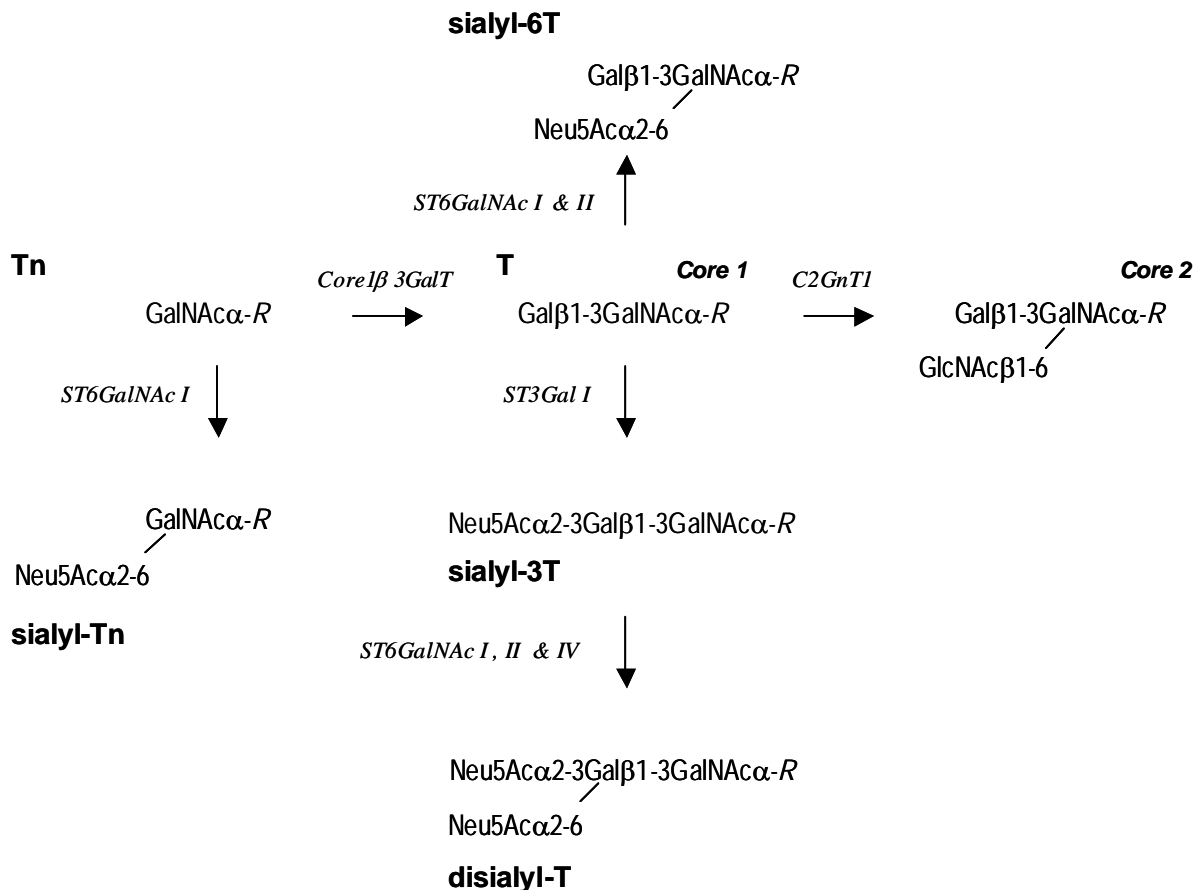 sialyl-6T
Galβ1-3GalNAcα-R
Neu5Acα2-6
ST6GalNAc I & II
Tn
Core1β 3GalT
T
Core 1
C2GnT1
Core 2
GalNAcα-R
Galβ1-3GalNAcα-R
Galβ1-3GalNAcα-R
GlcNAcβ1-6
ST6GalNAc I
ST3Gal I
GalNAcα-R
Neu5Acα2-6
sialyl-Tn
Neu5Acα2-3Galβ1-3GalNAcα-R
sialyl-3T
ST6GalNAc I , II & IV
Neu5Acα2-3Galβ1-3GalNAcα-R
Neu5Acα2-6
disialyl-T